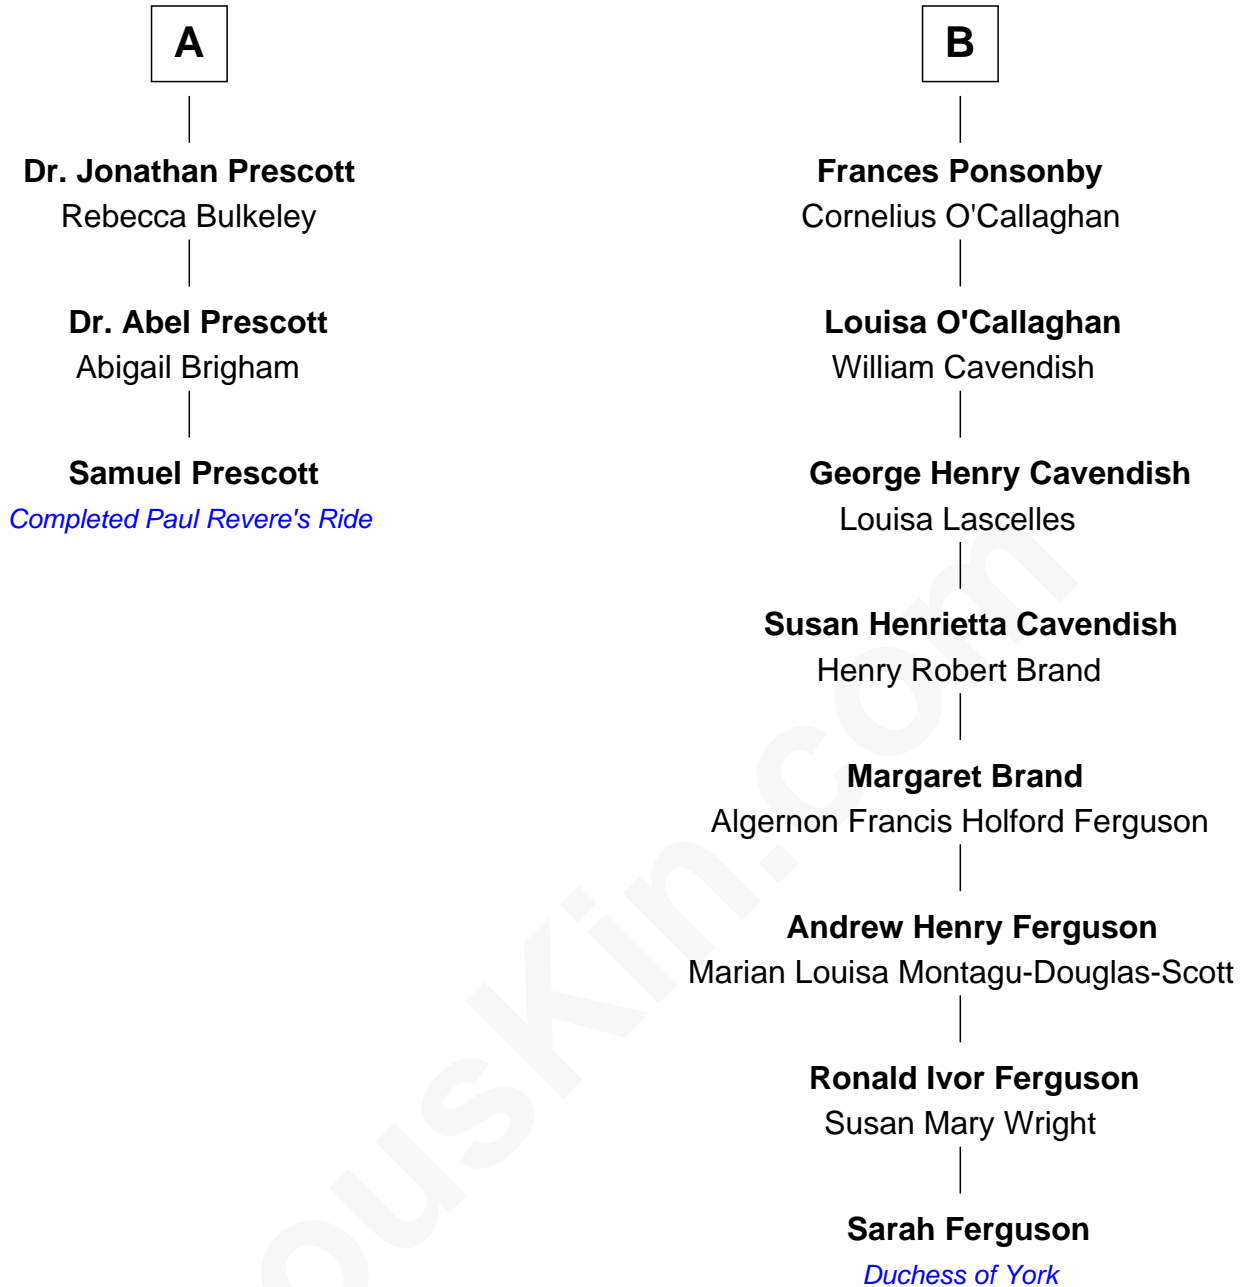 A
Dr. Jonathan Prescott
Rebecca Bulkeley
Dr. Abel Prescott
Abigail Brigham
Samuel Prescott
Completed Paul Revere's Ride
B
Frances Ponsonby
Cornelius O'Callaghan
Louisa O'Callaghan
William Cavendish
George Henry Cavendish
Louisa Lascelles
Susan Henrietta Cavendish
Henry Robert Brand
Margaret Brand
Algernon Francis Holford Ferguson
Andrew Henry Ferguson
Marian Louisa Montagu-Douglas-Scott
Ronald Ivor Ferguson
Susan Mary Wright
Sarah Ferguson
Duchess of York
ousKin.com